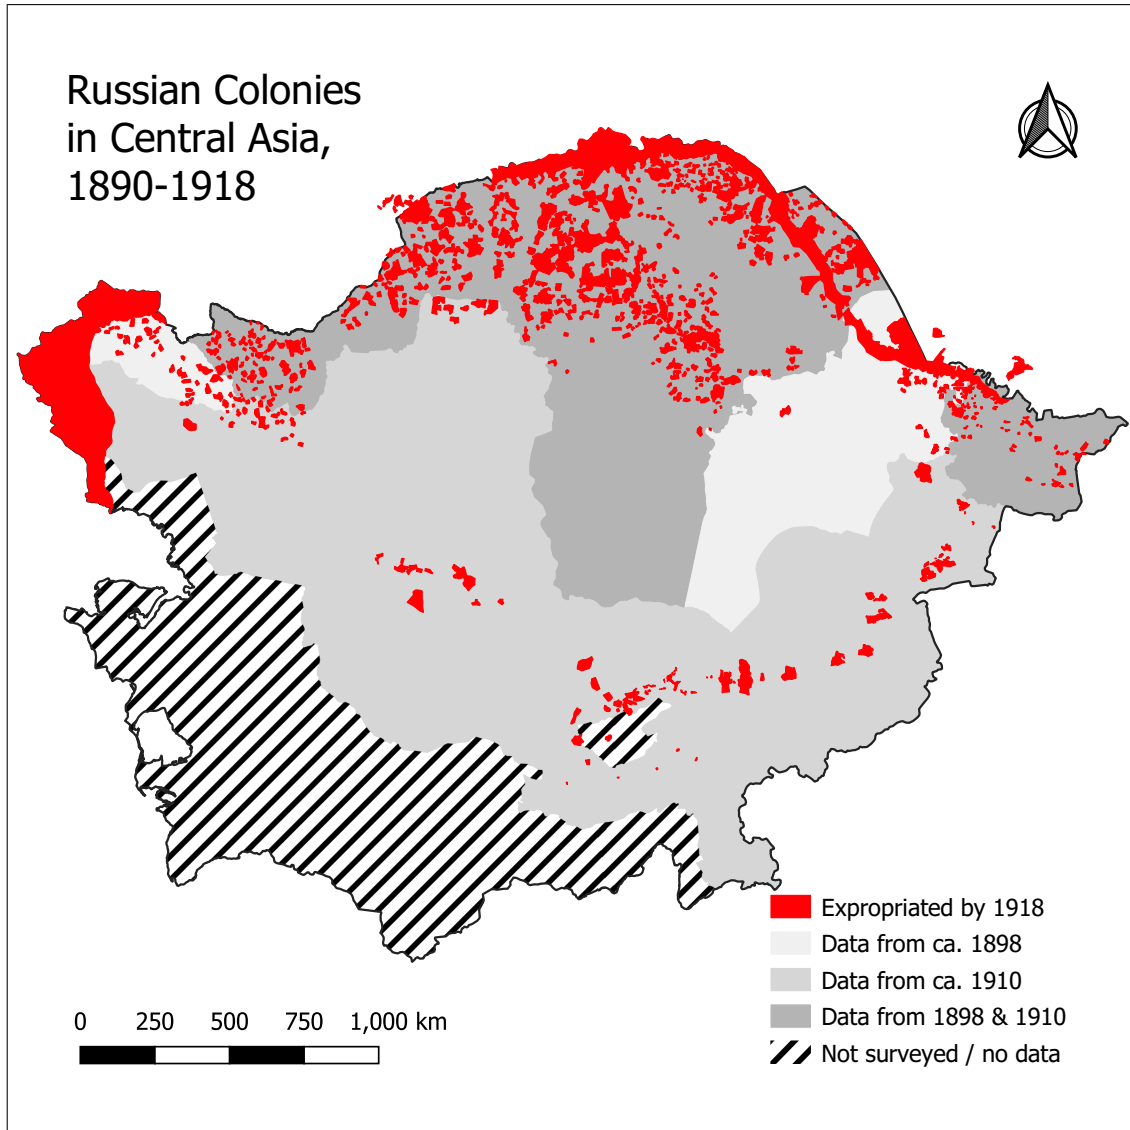 Russian Colonies
in Central Asia,
1890-1918
Expropriated by 1918
Data from ca. 1898
Data from ca. 1910
Data from 1898 & 1910
Not surveyed / no data
0 250 500 750 1,000 km